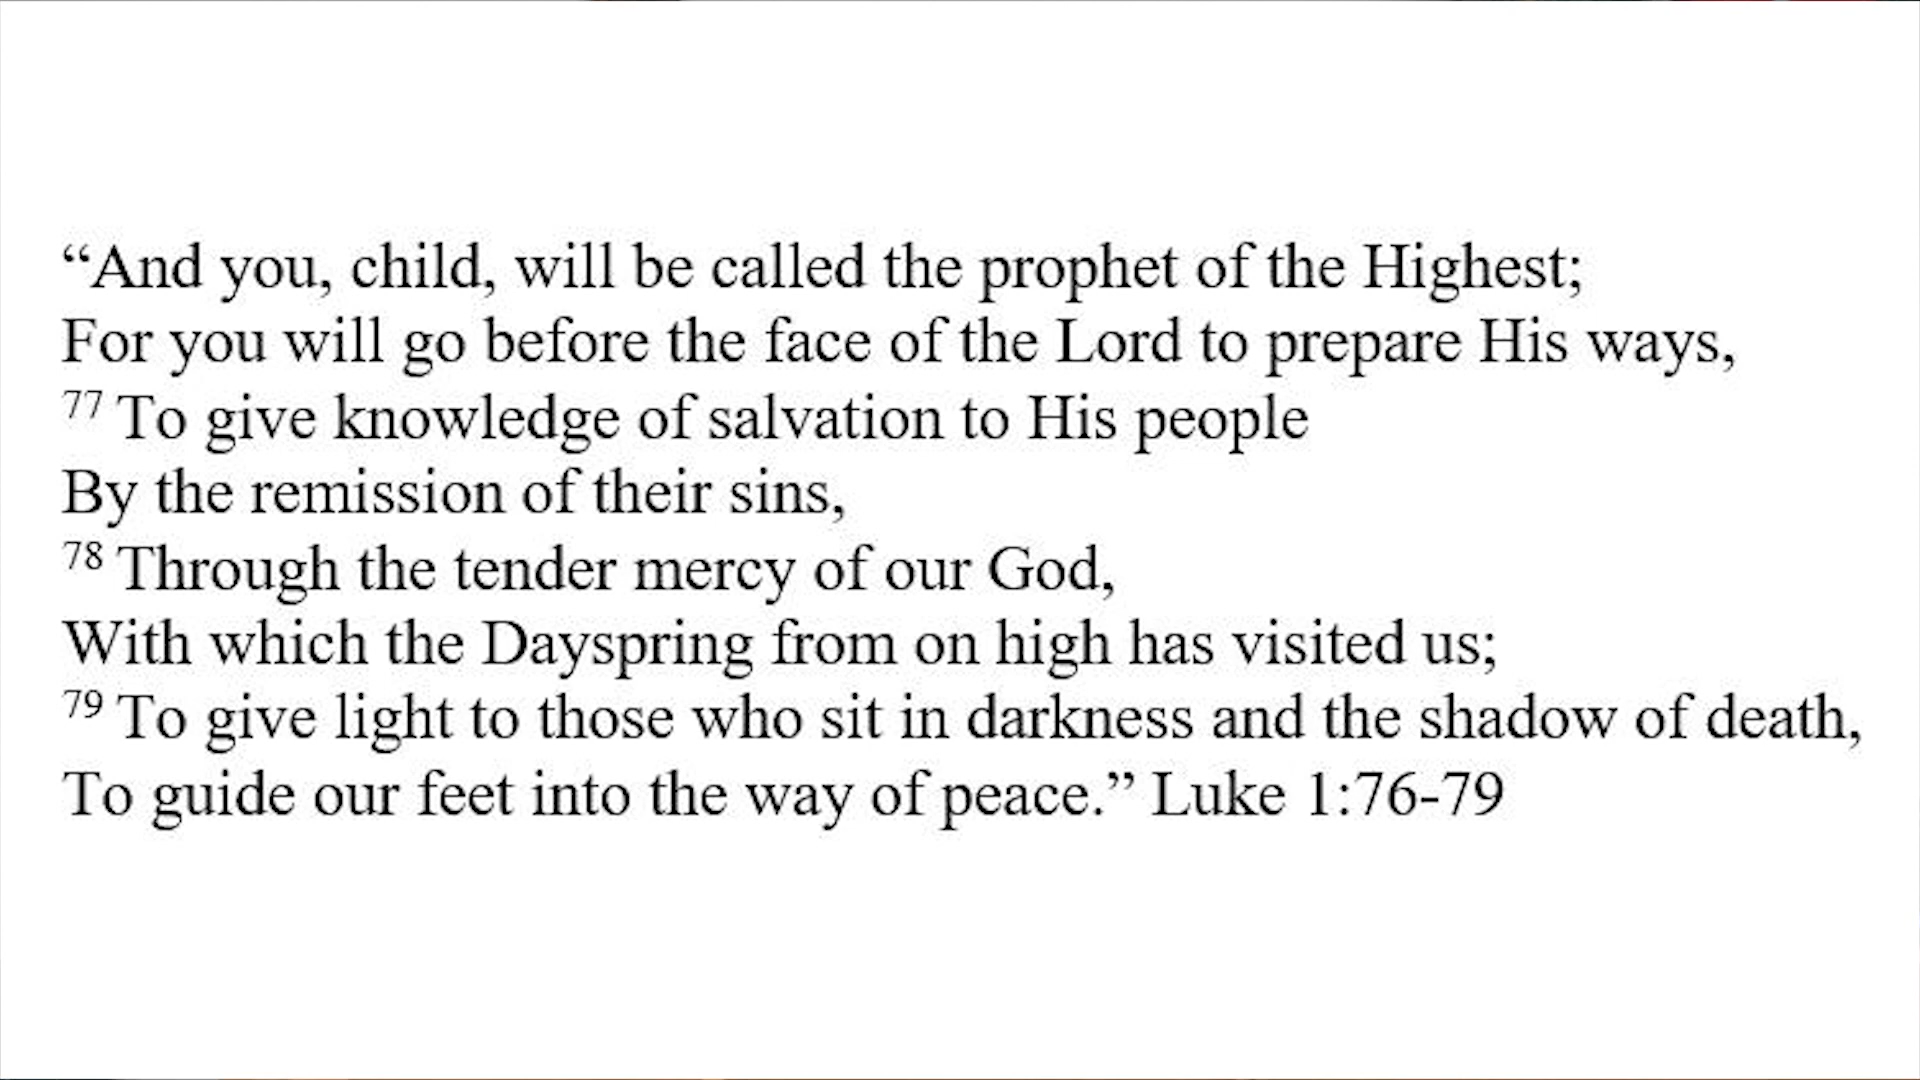 “And you, child, will be called the prophet of the Highest;
For you will go before the face of the Lord to prepare His ways,
77 To give knowledge of salvation to His people
By the remission of their sins,
78 Through the tender mercy of our God,
With which the Dayspring from on high has visited us;
79 To give light to those who sit in darkness and the shadow of death,
To guide our feet into the way of peace.” Luke 1:76-79